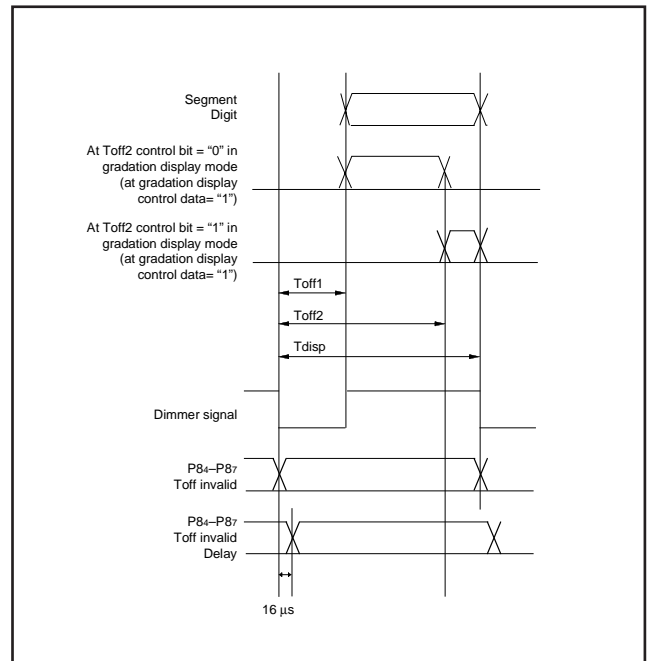 Segment
Digit
At Toff2 control bit = “0” in
gradation display mode
(at gradation display
control data= “1”)
At Toff2 control bit = “1” in
gradation display mode
(at gradation display
control data= “1”)
Toff1
Toff2
Tdisp
Dimmer signal
P84–P87
Toff invalid
P84–P87
Toff invalid
Delay
16 µs